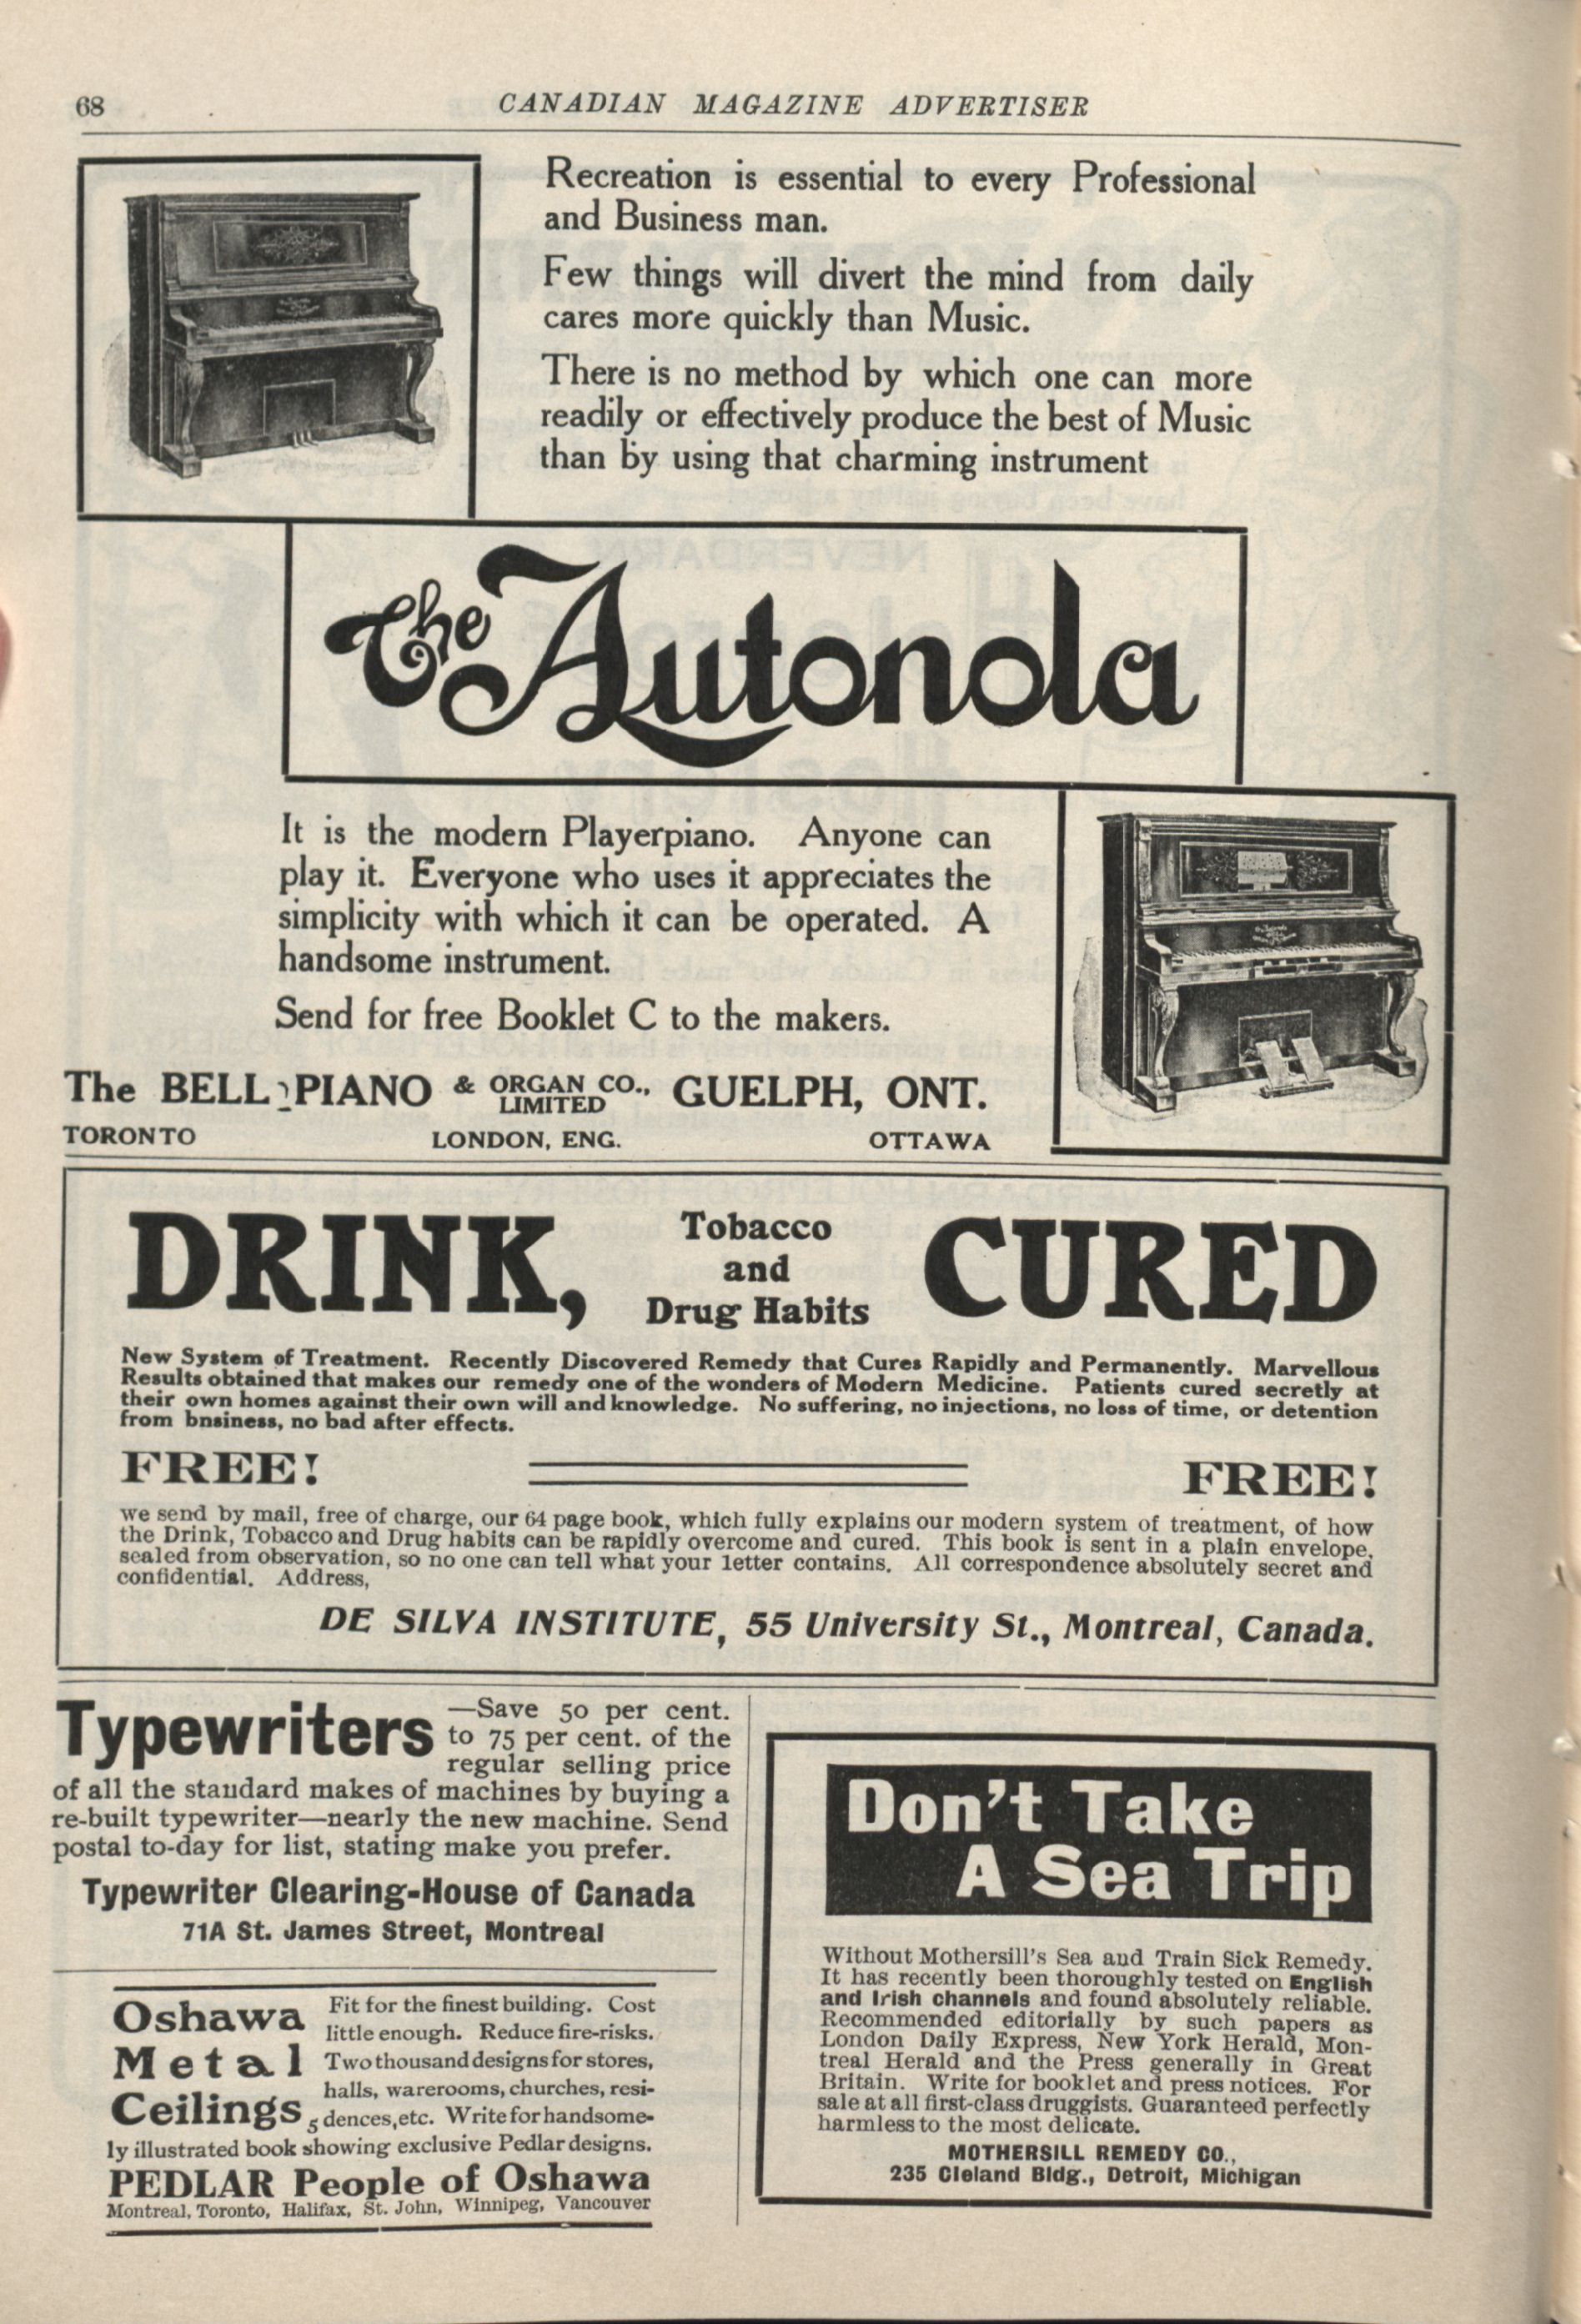 68
CANADIAN MAGAZINE ADVERTISER
Recreation is essential to every Professional
and Business man.
Few things will divert the mind from daily
cares more quickly than Music.
There is no method by which one can more
readily or effectively produce the best of Music
than by using that charming instrument
The Autonola
It is the modern Playerpiano. Anyone can
play it. Everyone who uses it appreciates the
simplicity with which it can be operated. A
handsome instrument.
Send for free Booklet C to the makers.
The BELL PIANO & ORGAN CO., LIMITED GUELPH, ONT.
TORONTO LONDON, ENG. OTTAWA
DRINK, Tobacco and Drug Habits CURED
New System of Treatment. Recently Discovered Remedy that Cures Rapidly and Permanently. Marvellous
Results obtained that makes our remedy one of the wonders of Modern Medicine. Patients cured secretly at
their own homes against their own will and knowledge. No suffering, no injections, no loss of time, or detention
from bnsiness, no bad after effects.
FREE! FREE!
we send by mail, free of charge, our 64 page book, which fully explains our modern system of treatment, of how
the Drink, Tobacco and Drug habits can be rapidly overcome and cured. This book is sent in a plain envelope,
sealed from observation, so no one can tell what your letter contains. All correspondence absolutely secret and
confidential. Address,
DE SILVA INSTITUTE, 55 University St., Montreal, Canada.
Typewriters —Save 50 per cent.
to 75 per cent. of the
regular selling price
of all the standard makes of machines by buying a
re-built typewriter—nearly the new machine. Send
postal to-day for list, stating make you prefer.
Typewriter Clearing-House of Canada
71A St. James Street, Montreal
Oshawa
Metal
Ceilings
Fit for the finest building. Cost
little enough. Reduce fire-risks.
Two thousand designs for stores,
halls, warerooms, churches, resi-
5 dences, etc. Write for handsome-
ly illustrated book showing exclusive Pedlar designs.
PEDLAR People of Oshawa
Montreal, Toronto, Halifax, St. John, Winnipeg, Vancouver
Don't Take
A Sea Trip
Without Mothersill's Sea and Train Sick Remedy.
It has recently been thoroughly tested on English
and Irish channels and found absolutely reliable.
Recommended editorially by such papers as
London Daily Express, New York Herald, Mon-
treal Herald and the Press generally in Great
Britain. Write for booklet and press notices. For
sale at all first-class druggists. Guaranteed perfectly
harmless to the most delicate.
MOTHERSILL REMEDY CO.,
235 Cleland Bldg., Detroit, Michigan